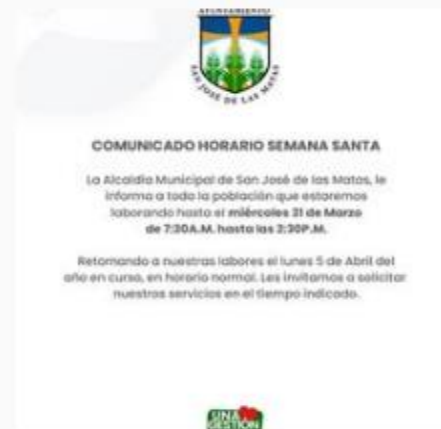 AYUNTAMIENTO
SAN JOSÉ DE LAS MATAS
COMUNICADO HORARIO SEMANA SANTA
La Alcaldía Municipal de San José de las Matas, le
informa a toda la población que estaremos
laborando hasta el miércoles 31 de Marzo
de 7:30A.M. hasta las 2:30P.M.
Retornando a nuestras labores el lunes 5 de Abril del
año en curso, en horario normal. Les invitamos a solicitar
nuestros servicios en el tiempo indicado.
UNA
GESTIÓN